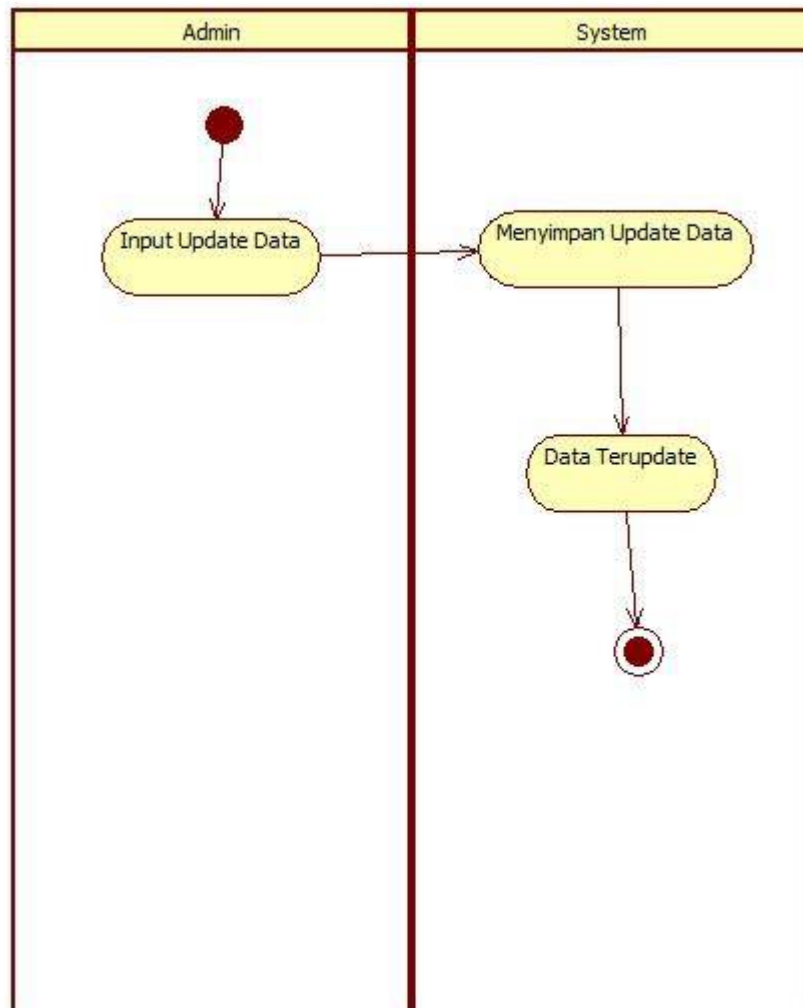 Admin
System
Input Update Data
Menyimpan Update Data
Data Terupdate